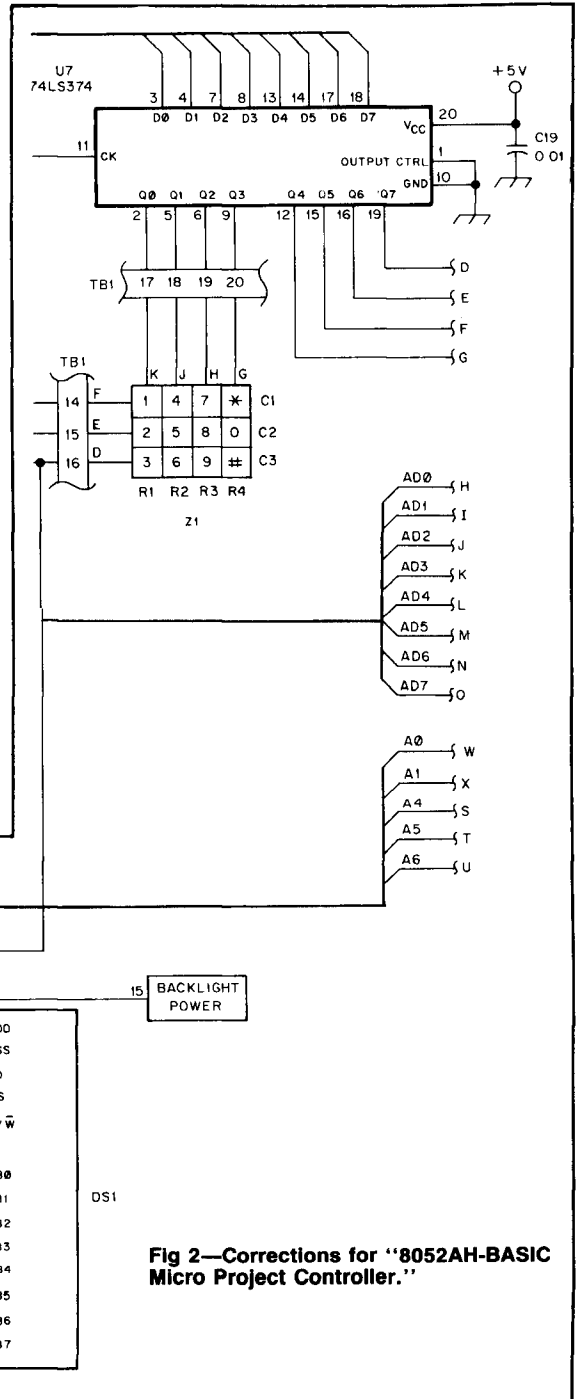 U7
74LS374
3 4 7 8 13 14 17 18
D0 D1 D2 D3 D4 D5 D6 D7
+5V
VCC 20
C19
0 01
11 CK
OUTPUT CTRL 1
GND 10
Q0 Q1 Q2 Q3 Q4 Q5 Q6 Q7
2 5 6 9 12 15 16 19
D
TB1 17 18 19 20
E
F
G
TB1
K J H G
14 F 1 4 7 * C1
15 E 2 5 8 0 C2
16 D 3 6 9 # C3
R1 R2 R3 R4
Z1
AD0 H
AD1 I
AD2 J
AD3 K
AD4 L
AD5 M
AD6 N
AD7 O
A0 W
A1 X
A4 S
A5 T
A6 U
15 BACKLIGHT
POWER
DS1
Fig 2—Corrections for "8052AH-BASIC
Micro Project Controller."